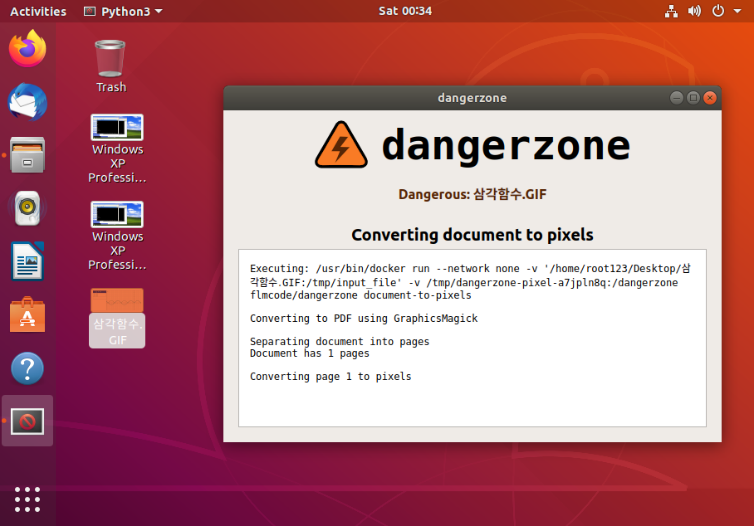 Activities
Python3
Sat 00:34
Trash
Windows
XP
Professi...
Windows
XP
Professi...
삼각함수.
GIF
dangerzone
dangerzone
Dangerous: 삼각함수.GIF
Converting document to pixels
Executing: /usr/bin/docker run --network none -v '/home/root123/Desktop/삼
각함수.GIF:/tmp/input_file' -v /tmp/dangerzone-pixel-a7jpln8q:/dangerzone
flmcode/dangerzone document-to-pixels
Converting to PDF using GraphicsMagick
Separating document into pages
Document has 1 pages
Converting page 1 to pixels